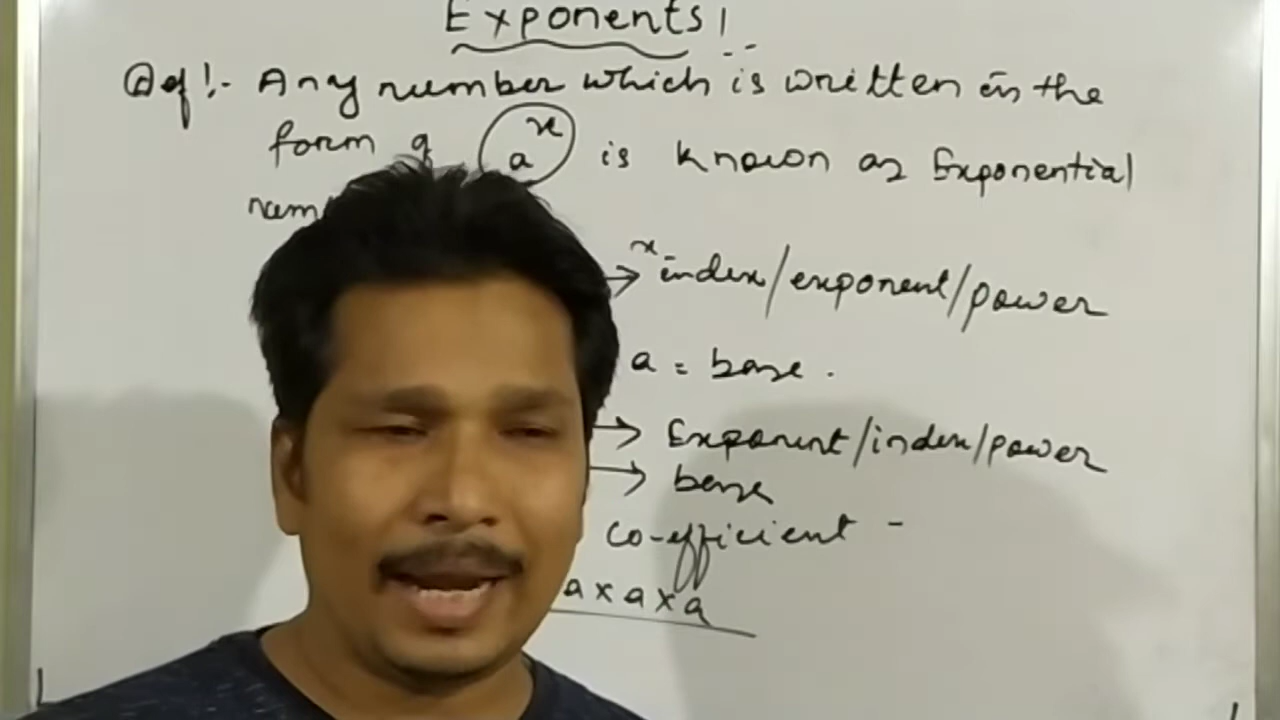 Exponents!
Def !:- Any number which is written in the
form of a^x is known as Exponential
num
x index/exponent/power
a = base .
Exponent/index/power
base
Co-efficient -
a x a x a